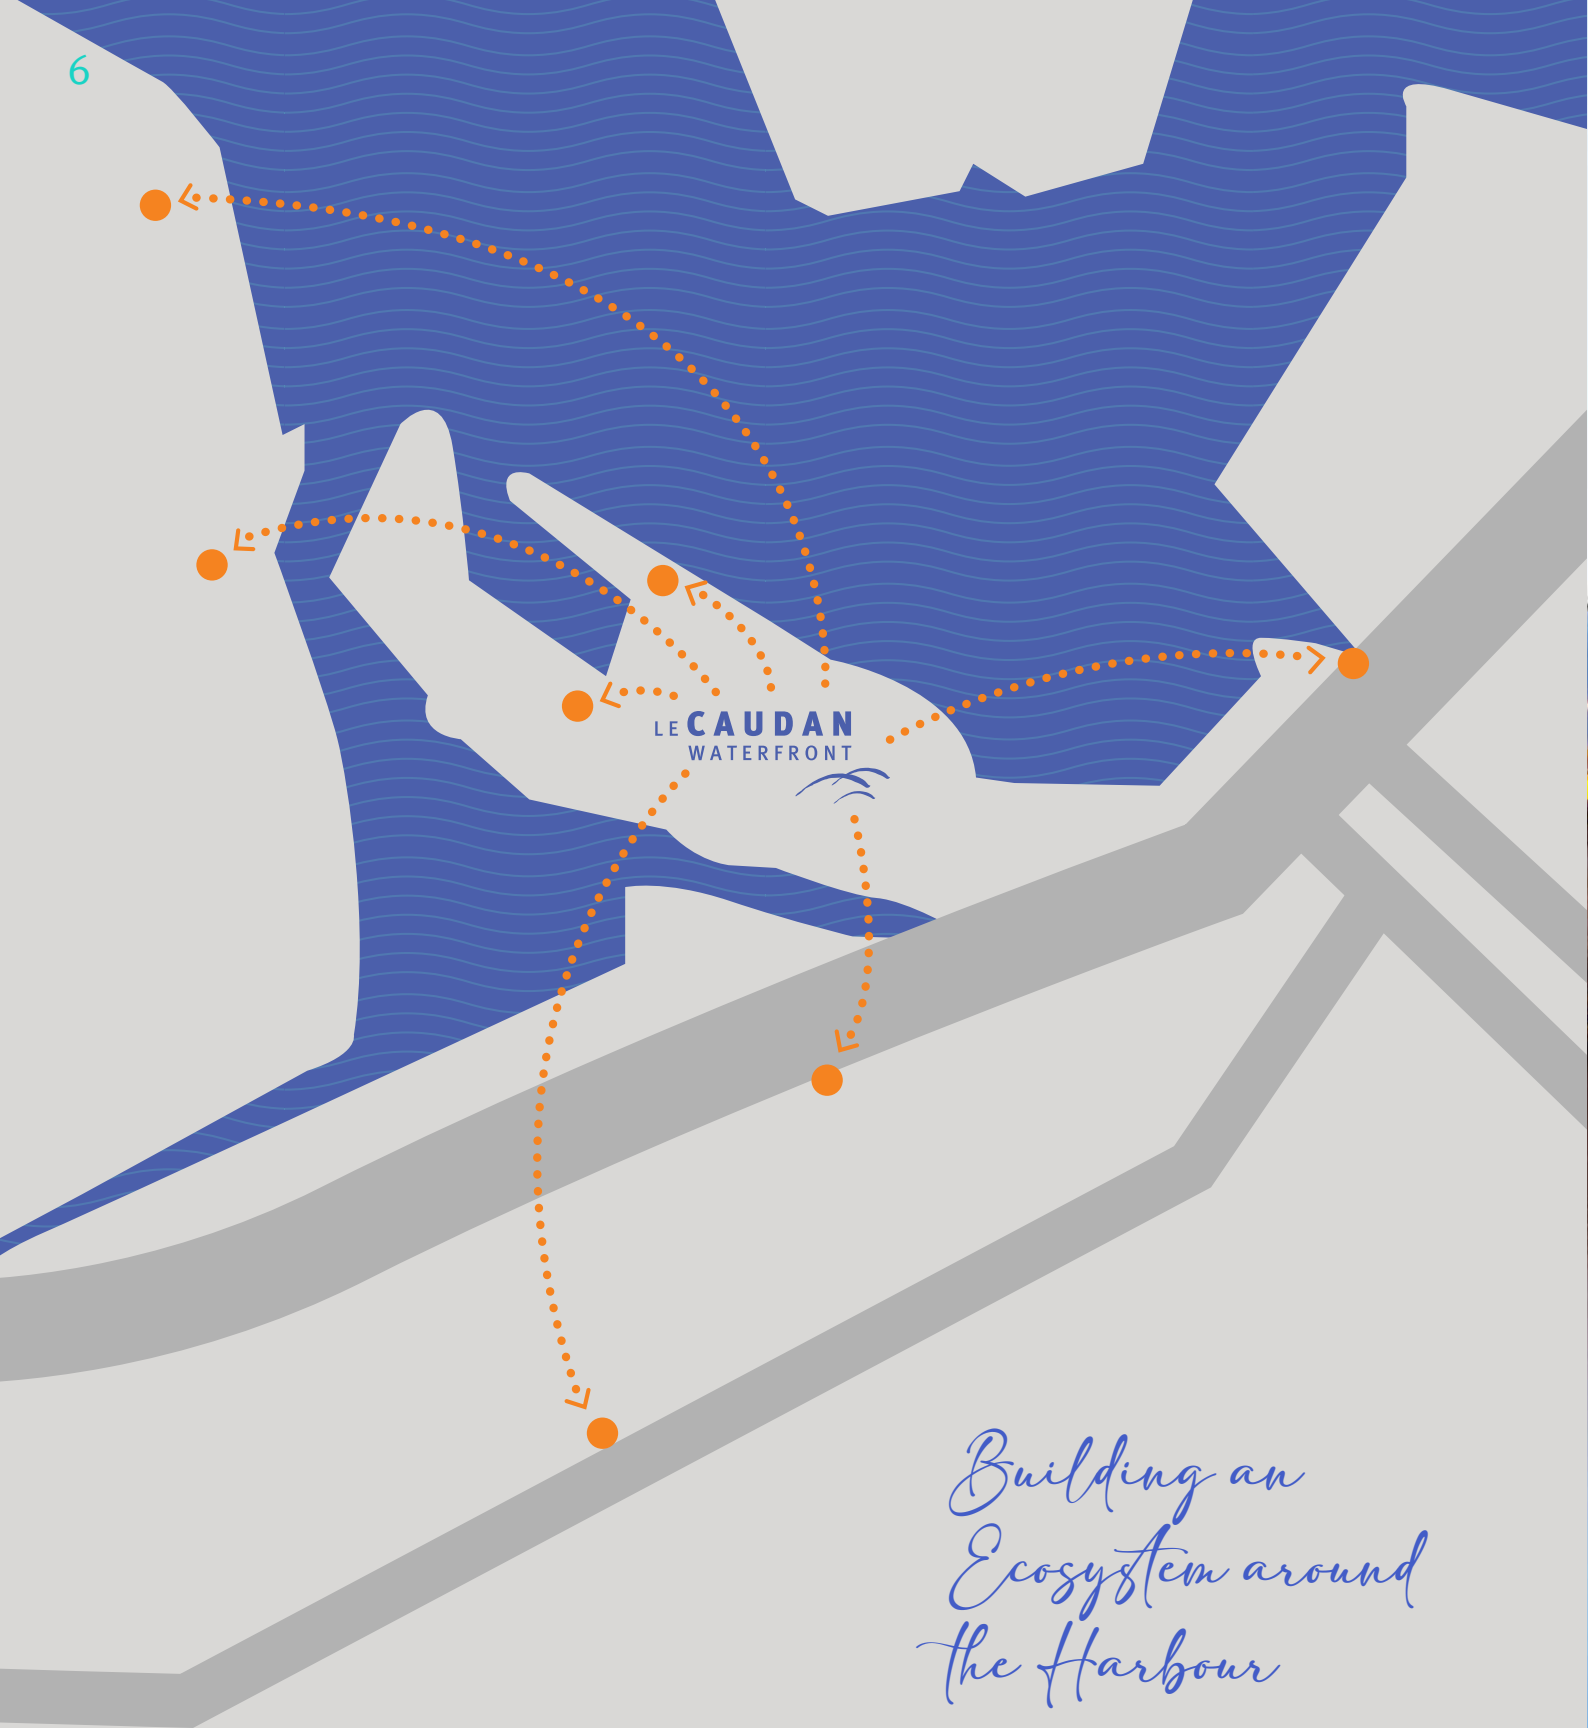 6
LE CAUDAN
WATERFRONT
Building an
Ecosystem around
the Harbour